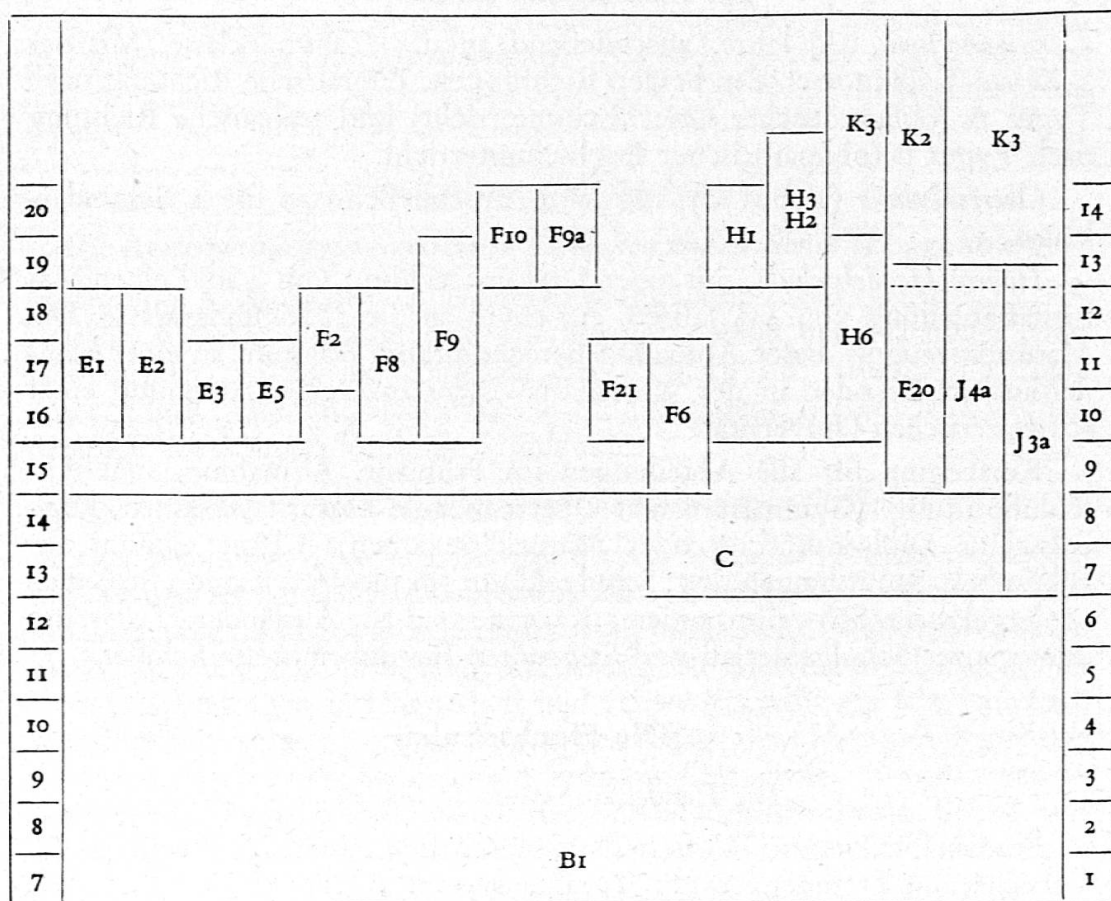 K3 K2 K3
20 F10 F9a H1 H3 H2 14
19 13
18 F2 F8 F9 H6 12
17 E1 E2 E3 E5 F21 F20 J4a 11
16 F6 10
15 J3a 9
14 8
13 C 7
12 6
11 5
10 4
9 3
8 2
7 B1 1